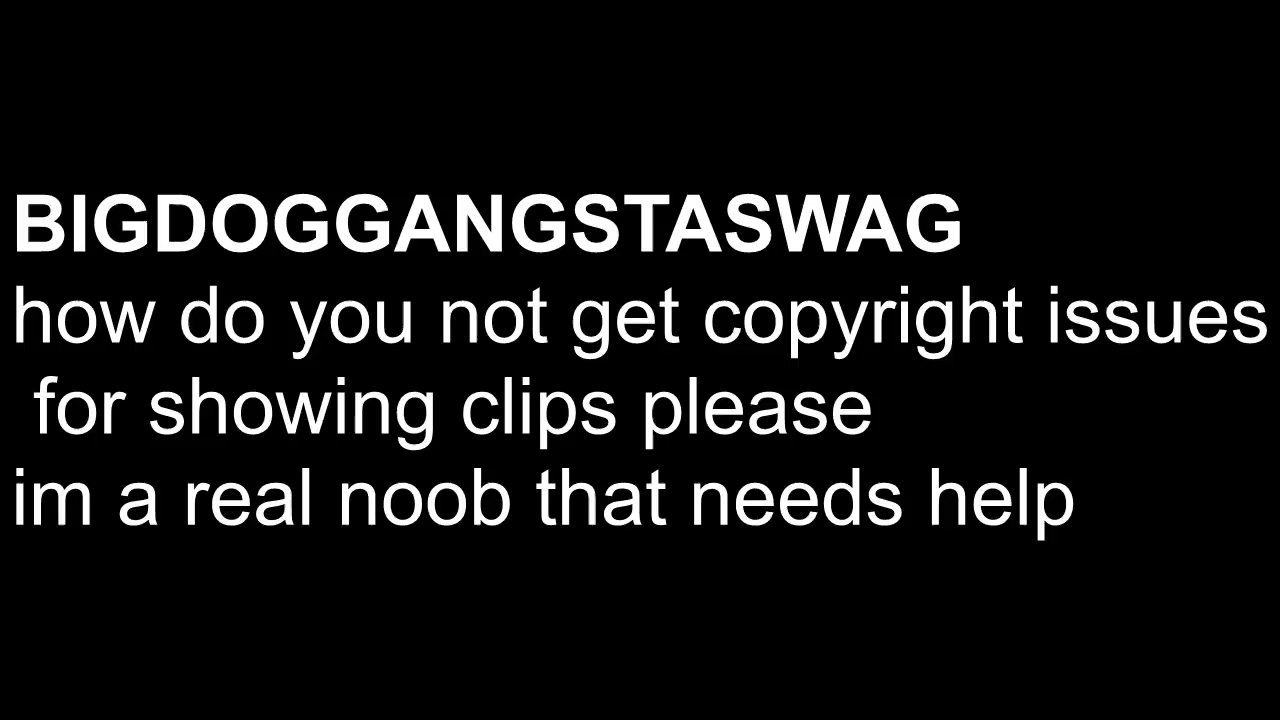 BIGDOGGANGSTASWAG
how do you not get copyright issues
for showing clips please
im a real noob that needs help